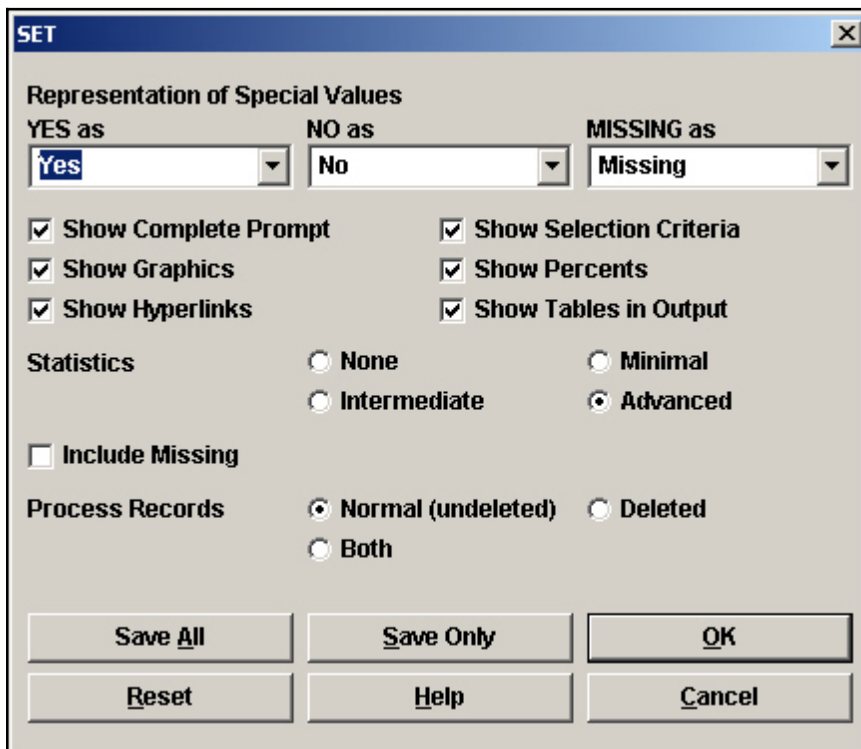 SET
Representation of Special Values
YES as NO as MISSING as
Yes No Missing
Show Complete Prompt Show Selection Criteria
Show Graphics Show Percents
Show Hyperlinks Show Tables in Output
Statistics None Minimal
Intermediate Advanced
Include Missing
Process Records Normal (undeleted) Deleted
Both
Save All Save Only OK
Reset Help Cancel